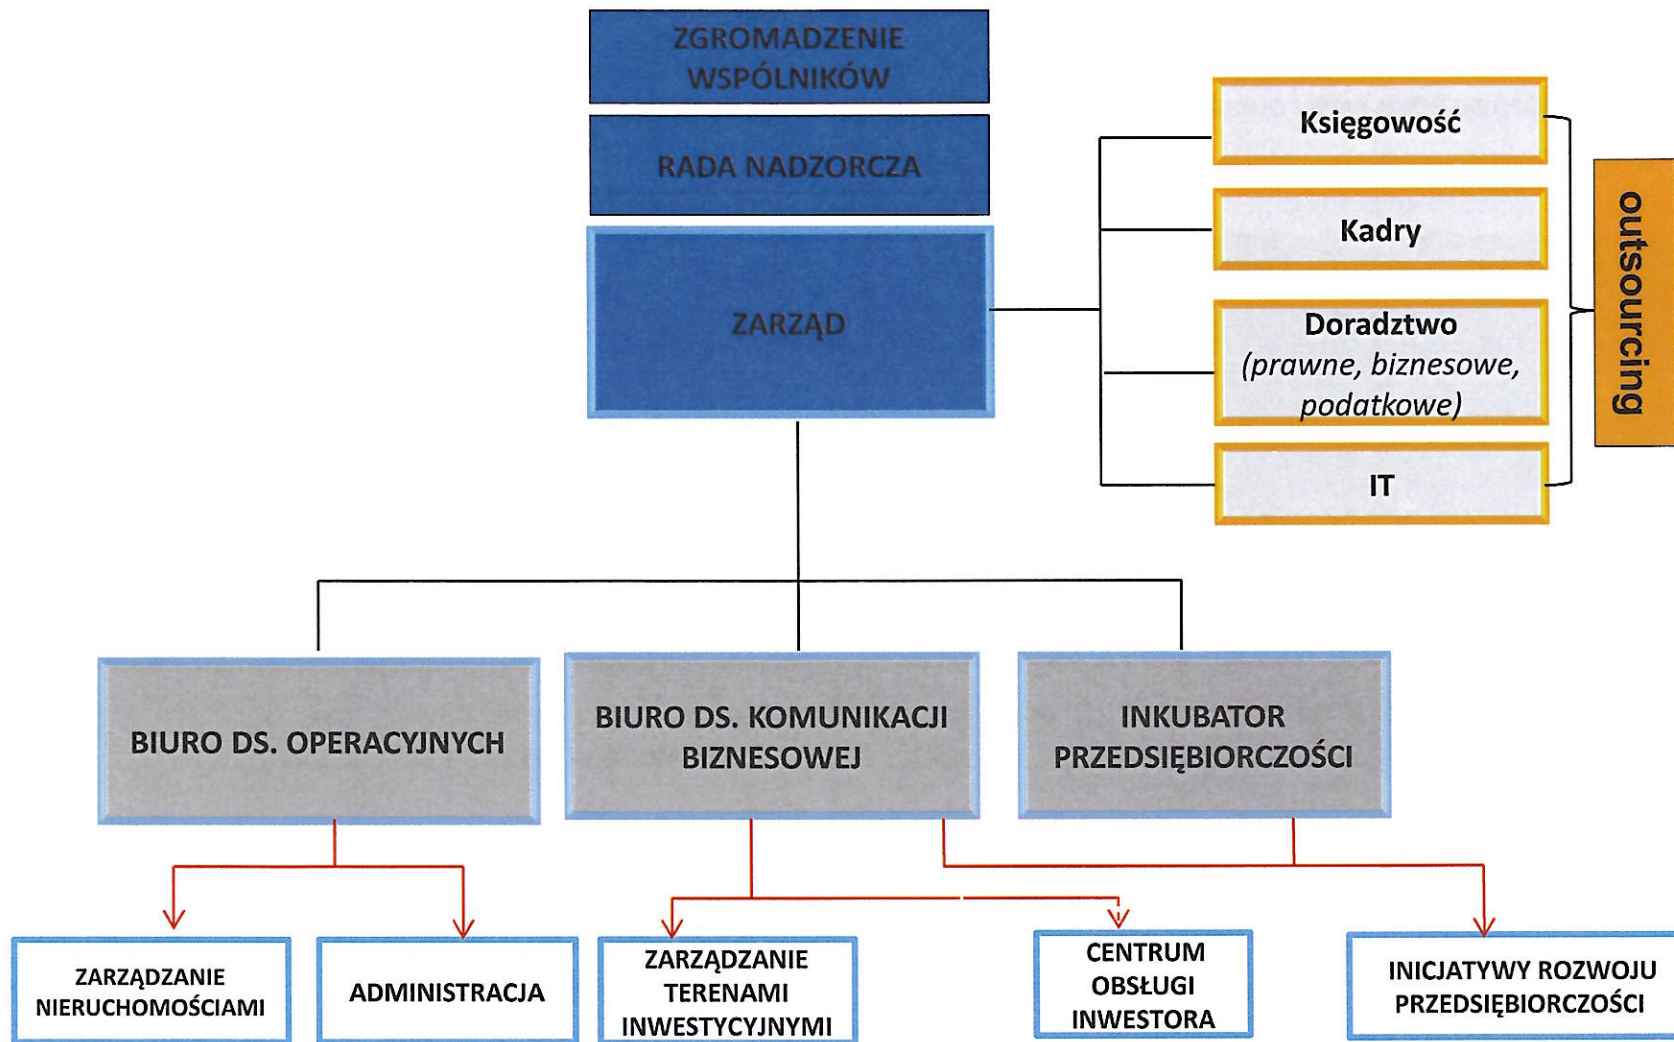 ZGROMADZENIE
WSPÓLNIKÓW
RADA NADZORCZA
ZARZĄD
Księgowość
Kadry
Doradztwo
(prawne, biznesowe,
podatkowe)
IT
outsourcing
BIURO DS. OPERACYJNYCH
BIURO DS. KOMUNIKACJI
BIZNESOWEJ
INKUBATOR
PRZEDSIĘBIORCZOŚCI
ZARZĄDZANIE
NIERUCHOMOŚCIAMI
ADMINISTRACJA
ZARZĄDZANIE
TERENAMI
INWESTYCYJNYMI
CENTRUM
OBSŁUGI
INWESTORA
INICJATYWY ROZWOJU
PRZEDSIĘBIORCZOŚCI